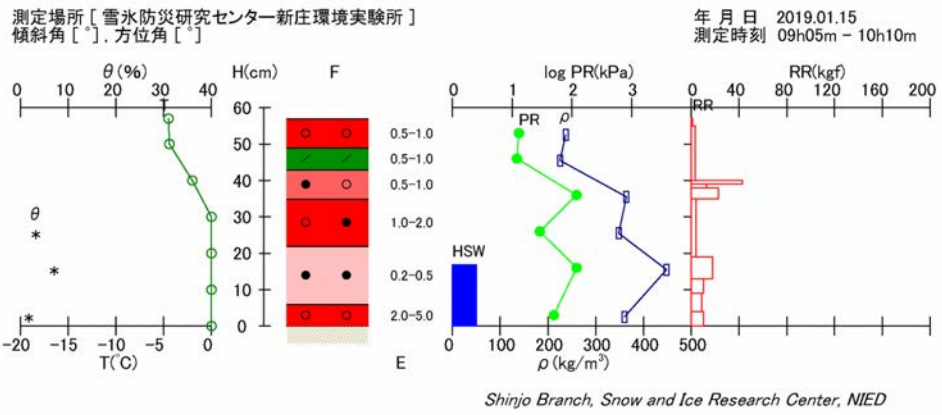 測定場所 [ 雪氷防災研究センター新庄環境実験所 ]
傾斜角 [ ゜], 方位角 [ ゜]
年 月 日 2019.01.15
測定時刻 09h05m - 10h10m
θ (%) H(cm) F log PR(kPa) RR(kgf)
0 10 20 30 40 0 1 2 3 0 40 80 120 160 200
RR
60
PR ρ
0.5-1.0
50
0.5-1.0
40
0.5-1.0
θ
30
1.0-2.0
* 20
HSW
* 10
0.2-0.5
* 0
2.0-5.0
-20 -15 -10 -5 0 0 100 200 300 400 500
T(゜C) E ρ (kg/m³)
Shinjo Branch, Snow and Ice Research Center, NIED